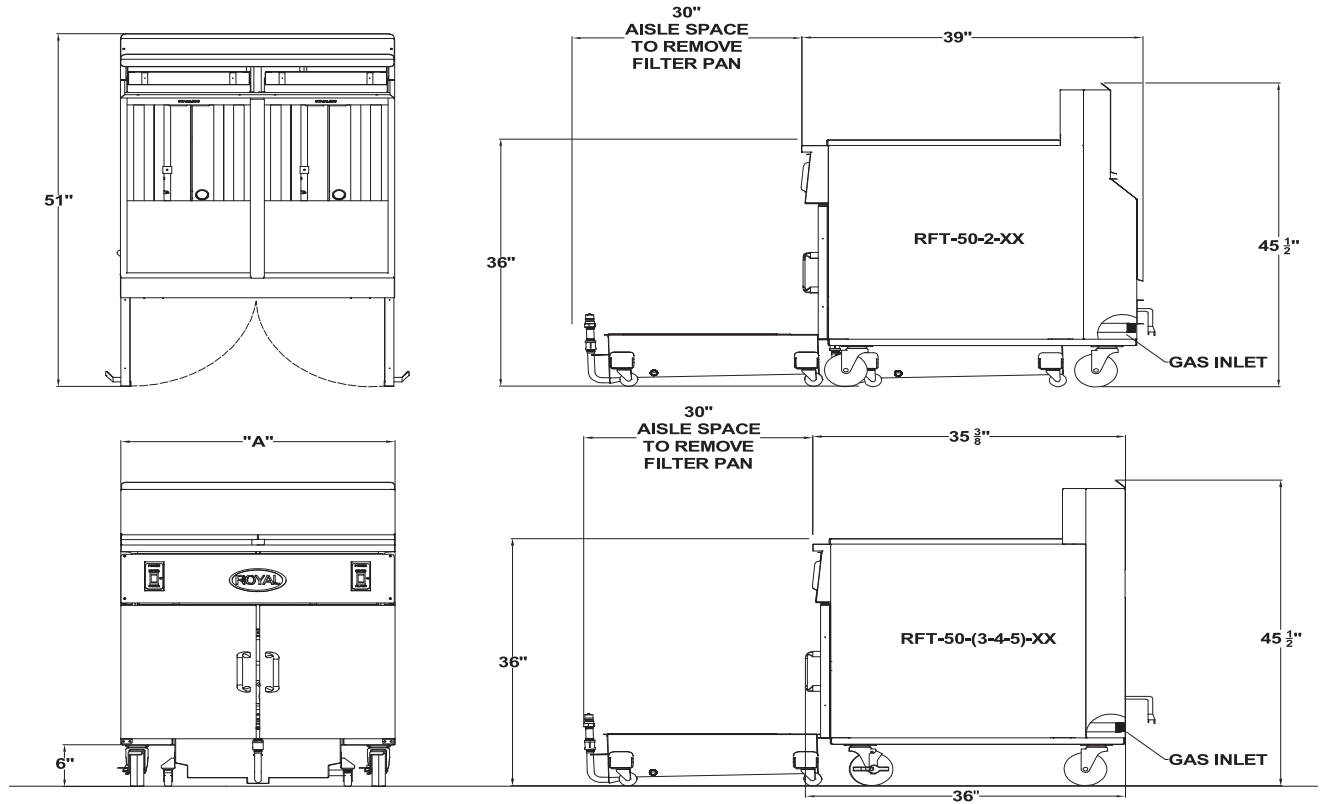 30"
AISLE SPACE
TO REMOVE
FILTER PAN
39"
51"
36"
RFT-50-2-XX
45 1/2"
GAS INLET
30"
AISLE SPACE
TO REMOVE
FILTER PAN
35 3/8"
"A"
ROYAL
36"
RFT-50-(3-4-5)-XX
45 1/2"
6"
GAS INLET
36"